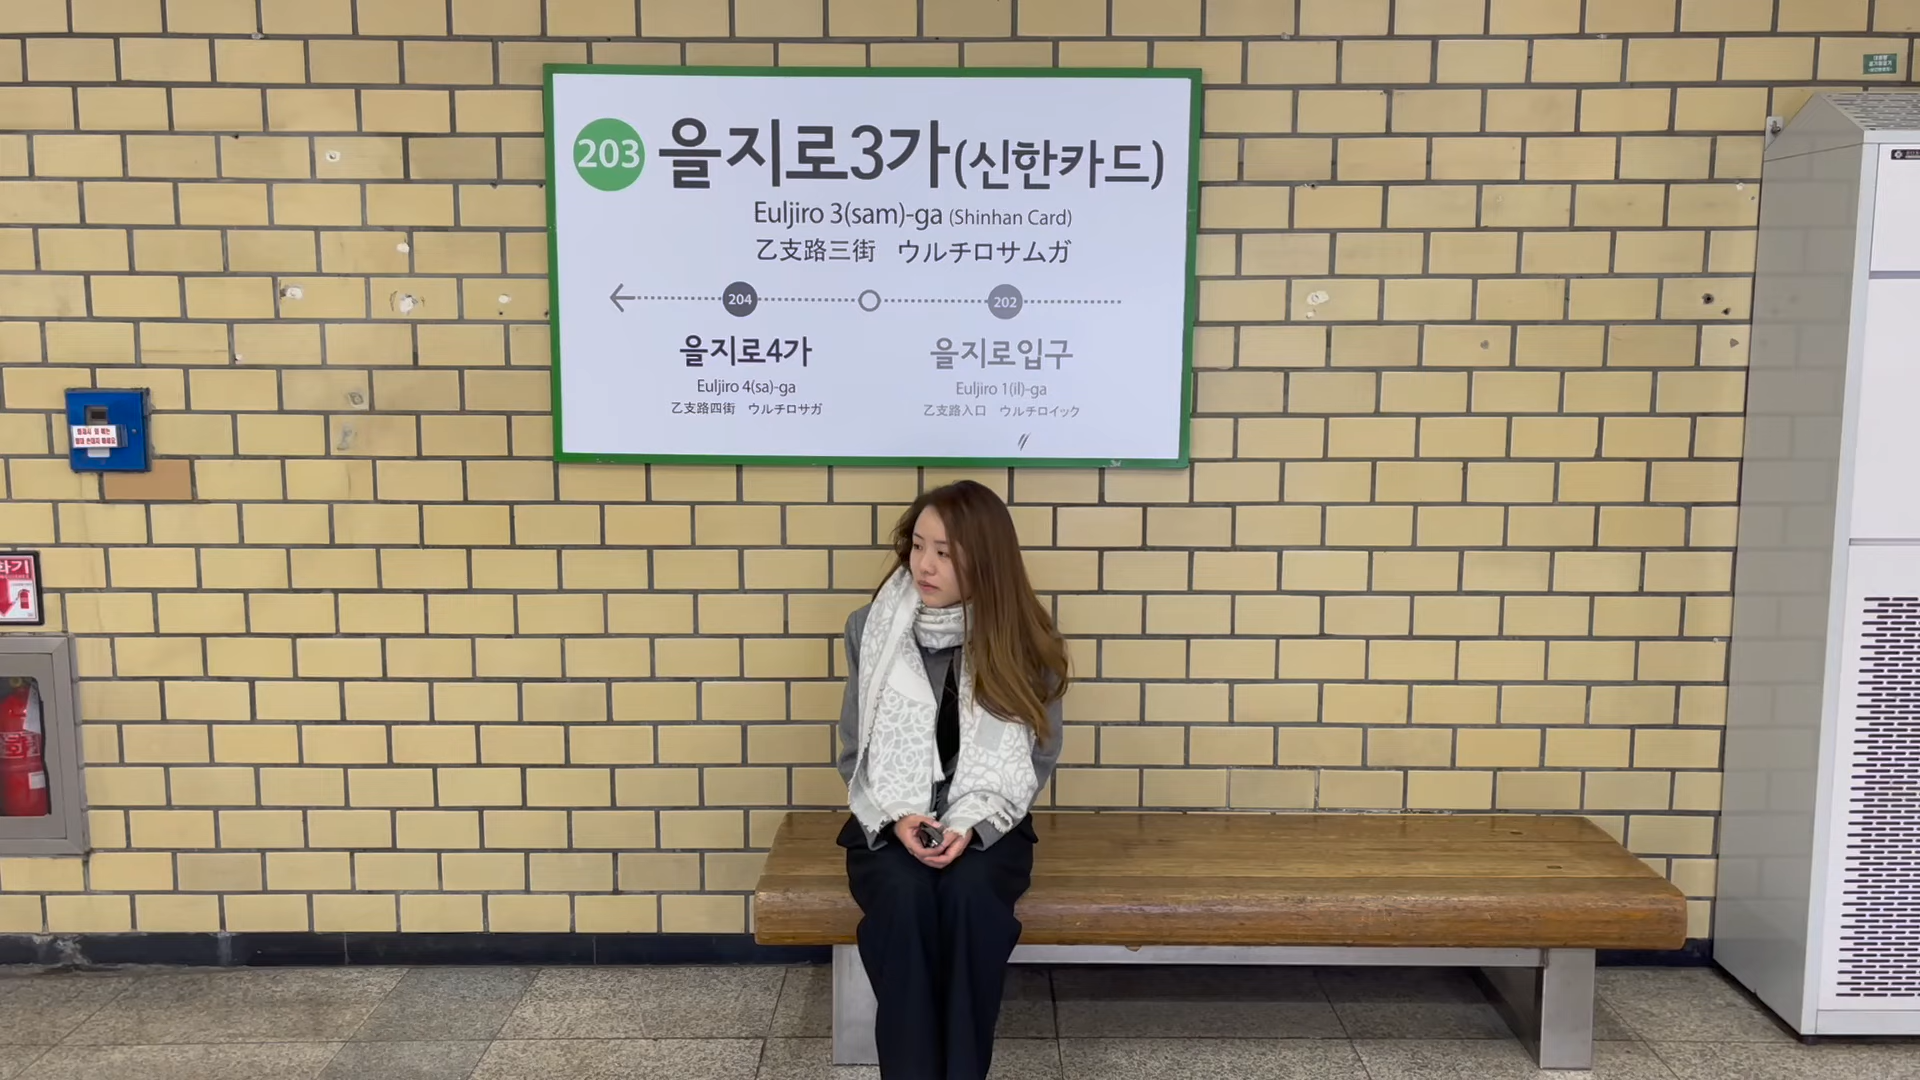 203 을지로3가(신한카드)
Euljiro 3(sam)-ga (Shinhan Card)
乙支路三街 ウルチロサムガ
204 202
을지로4가 을지로입구
Euljiro 4(sa)-ga Euljiro 1(il)-ga
乙支路四街 ウルチロサガ 乙支路入口 ウルチロイック
화기